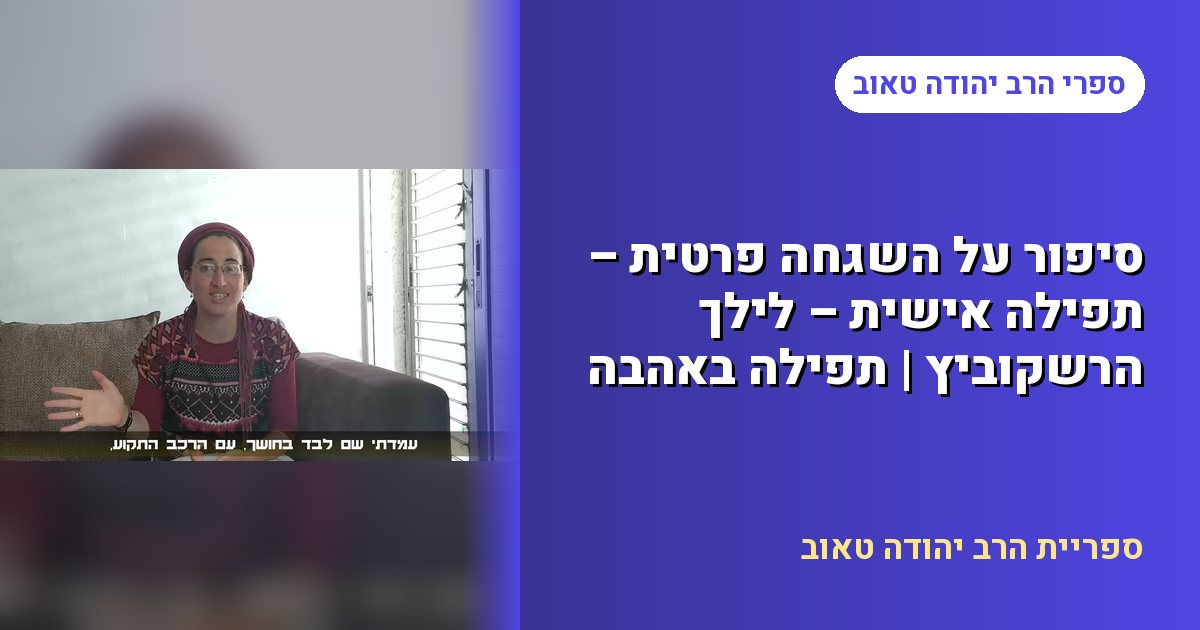 ספרי הרב יהודה טאוב
סיפור על השגחה פרטית –
תפילה אישית – לילך
הרשקוביץ | תפילה באהבה
עמדתי שם לבד בחושך, עם הרכב התקוע,
ספריית הרב יהודה טאוב